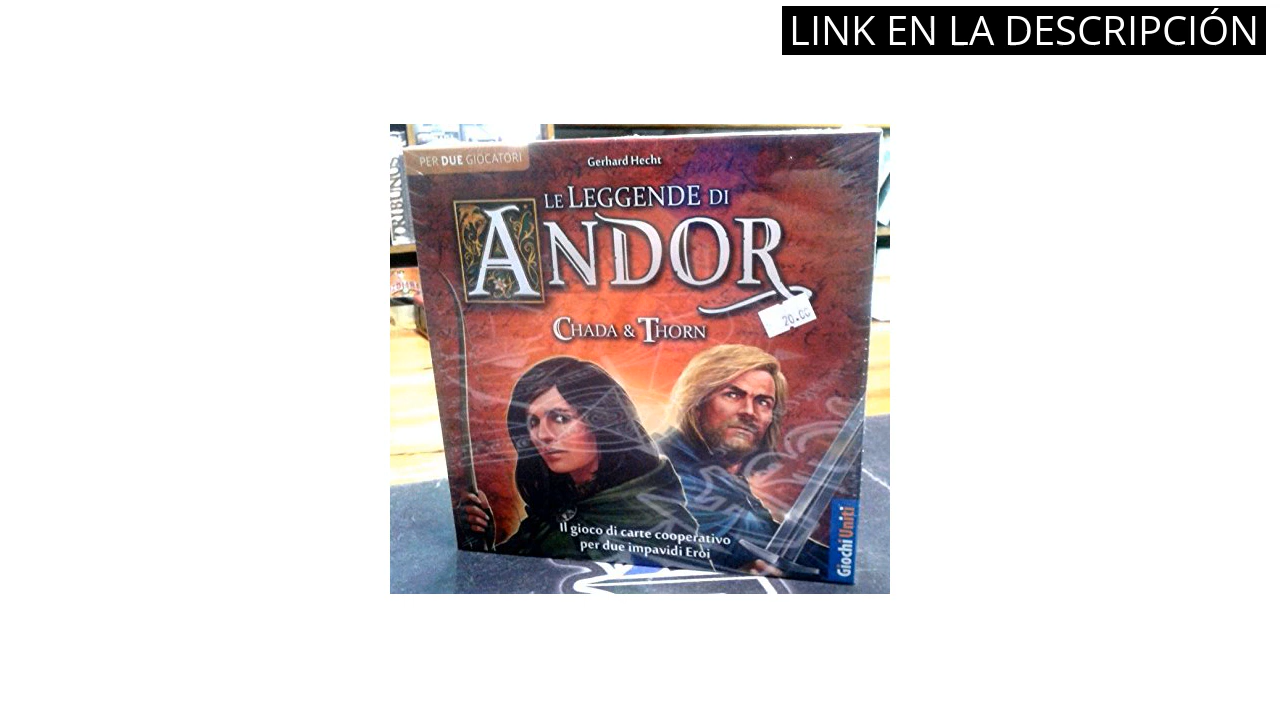 LINK EN LA DESCRIPCIÓN
PER DUE GIOCATORI
Gerhard Hecht
LE LEGGENDE DI
ANDOR
20.00
CHADA & THORN
Il gioco di carte cooperativo
per due impavidi Eroi
Giochi Uniti
TRIBUNUS